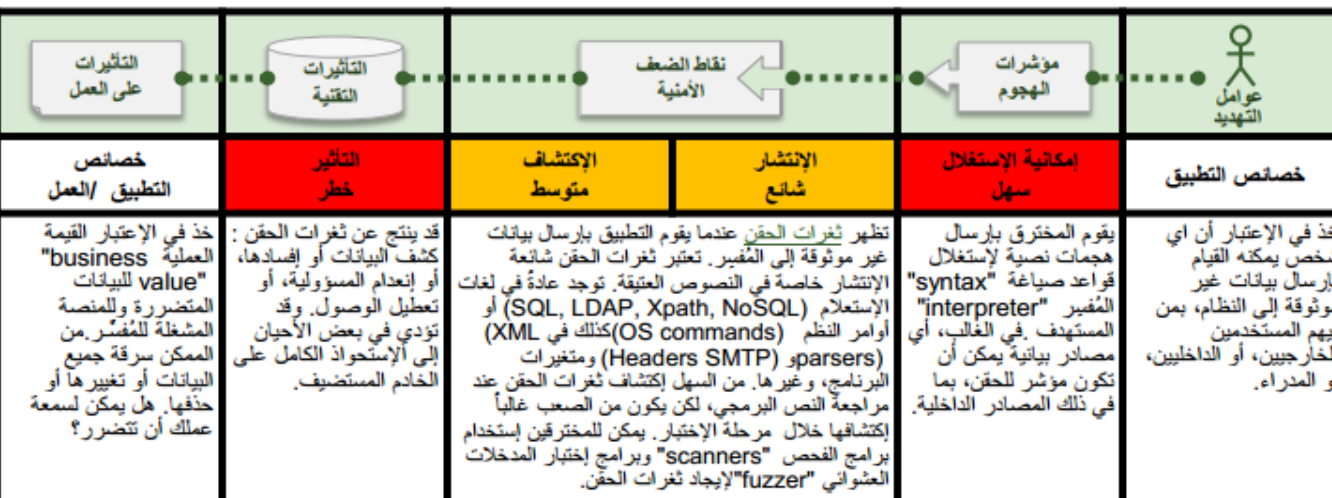 عوامل
التهديد
مؤشرات
الهجوم
نقاط الضعف
الأمنية
التأثيرات
التقنية
التأثيرات
على العمل
خصائص التطبيق
إمكانية الإستغلال
سهل
الإنتشار
شائع
الإكتشاف
متوسط
التأثير
خطر
خصائص
التطبيق /العمل
خذ في الإعتبار أن اي
شخص يمكنه القيام
بإرسال بيانات غير
موثوقة إلى النظام، بمن
فيهم المستخدمين
الخارجيين، أو الداخليين،
أو المدراء.
يقوم المخترق بإرسال
هجمات نصية لإستغلال
قواعد صياغة "syntax"
المُفسِر "interpreter"
المستهدف .في الغالب، أي
مصادر بيانية يمكن أن
تكون مؤشر للحقن، بما
في ذلك المصادر الداخلية.
تظهر ثغرات الحقن عندما يقوم التطبيق بإرسال بيانات
غير موثوقة إلى المُفسِر. تعتبر ثغرات الحقن شائعة
الإنتشار خاصة في النصوص العتيقة. توجد عادةً في لغات
الإستعلام (SQL, LDAP, Xpath, NoSQL) أو
أوامر النظم (OS commands)كذلك في XML)
(parsersو (Headers SMTP) ومتغيرات
البرنامج، وغيرها. من السهل إكتشاف ثغرات الحقن عند
مراجعة النص البرمجي، لكن يكون من الصعب غالباً
إكتشافها خلال مرحلة الإختبار. يمكن للمخترقين إستخدام
برامج الفحص "scanners" وبرامج إختبار المدخلات
العشوائي "fuzzer"لإيجاد ثغرات الحقن.
قد ينتج عن ثغرات الحقن :
كشف البيانات أو إفسادها،
أو إنعدام المسؤولية، أو
تعطيل الوصول. وقد
تؤدي في بعض الأحيان
إلى الإستحواذ الكامل على
الخادم المستضيف.
خذ في الإعتبار القيمة
العملية "business
value" للبيانات
المتضررة وللمنصة
المشغلة للمُفسِّر.من
الممكن سرقة جميع
البيانات أو تغييرها أو
حذفها. هل يمكن لسمعة
عملك أن تتضرر؟